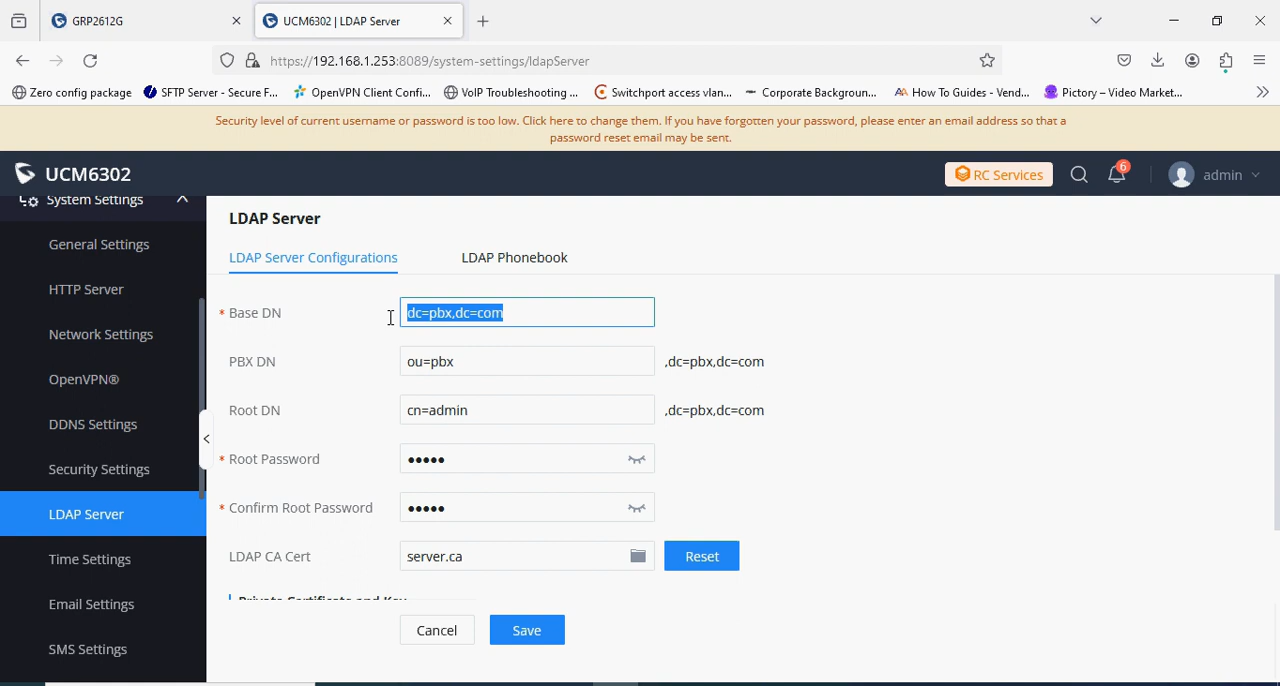 GRP2612G
UCM6302 | LDAP Server
https://192.168.1.253:8089/system-settings/ldapServer
Zero config package
SFTP Server - Secure F...
OpenVPN Client Confi...
VoIP Troubleshooting ...
Switchport access vlan...
Corporate Backgroun...
How To Guides - Vend...
Pictory – Video Market...
Security level of current username or password is too low. Click here to change them. If you have forgotten your password, please enter an email address so that a
password reset email may be sent.
UCM6302
RC Services
6
admin
System Settings
General Settings
HTTP Server
Network Settings
OpenVPN®
DDNS Settings
Security Settings
LDAP Server
Time Settings
Email Settings
SMS Settings
LDAP Server
LDAP Server Configurations
LDAP Phonebook
* Base DN
dc=pbx,dc=com
PBX DN
ou=pbx
,dc=pbx,dc=com
Root DN
cn=admin
,dc=pbx,dc=com
* Root Password
•••••
* Confirm Root Password
•••••
LDAP CA Cert
server.ca
Reset
Private Certificate and Key
Cancel
Save